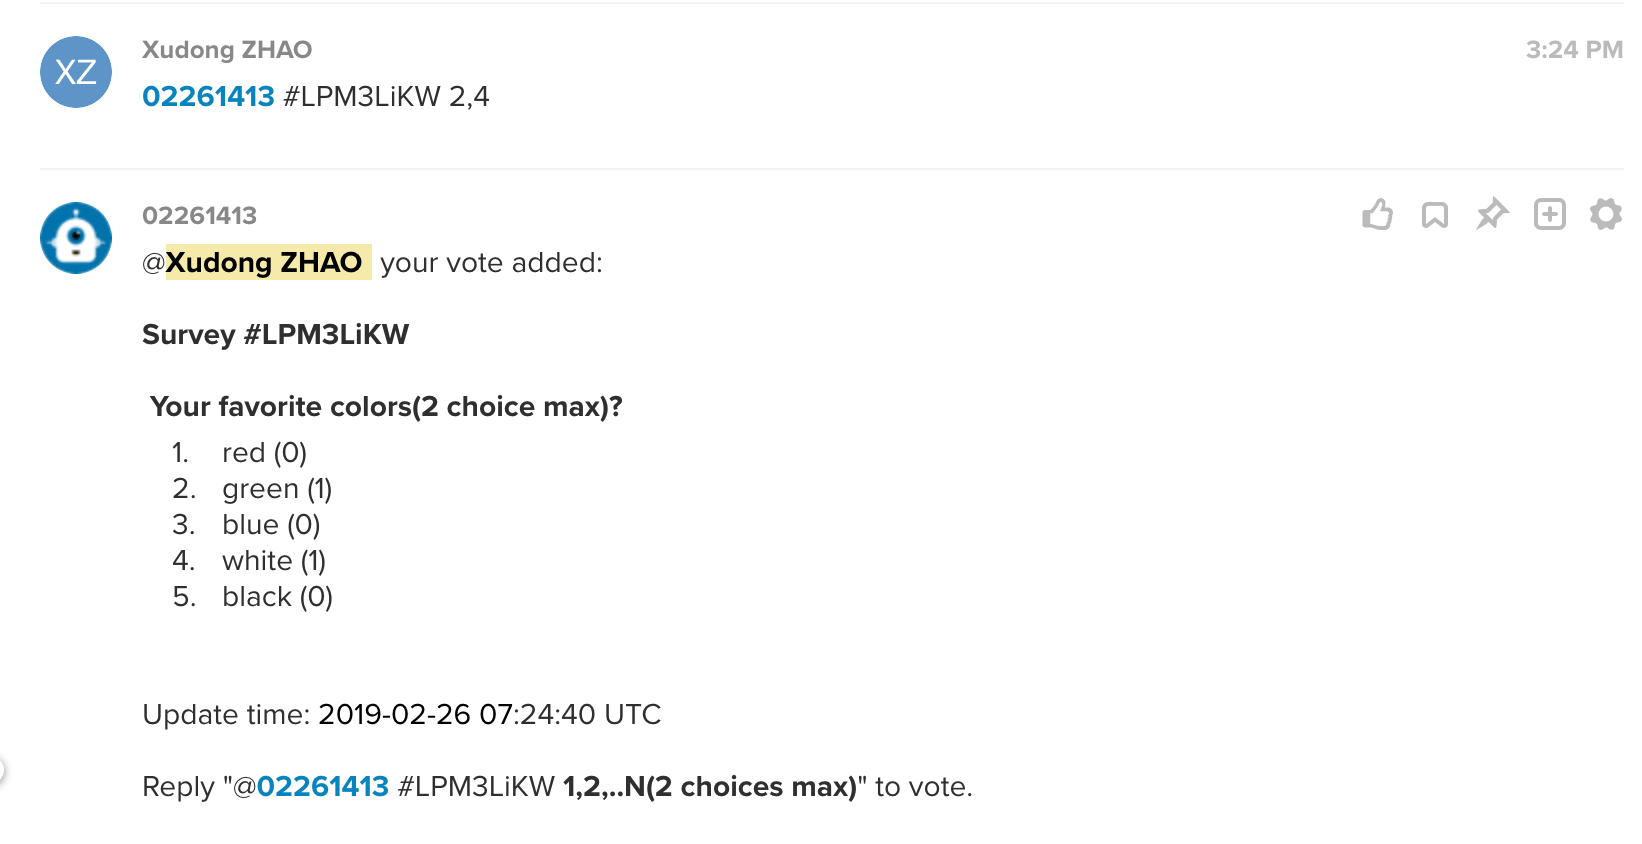 XZ
Xudong ZHAO
3:24 PM
02261413 #LPM3LiKW 2,4
02261413
@Xudong ZHAO your vote added:
Survey #LPM3LiKW
Your favorite colors(2 choice max)?
1. red (0)
2. green (1)
3. blue (0)
4. white (1)
5. black (0)
Update time: 2019-02-26 07:24:40 UTC
Reply "@02261413 #LPM3LiKW 1,2,..N(2 choices max)" to vote.